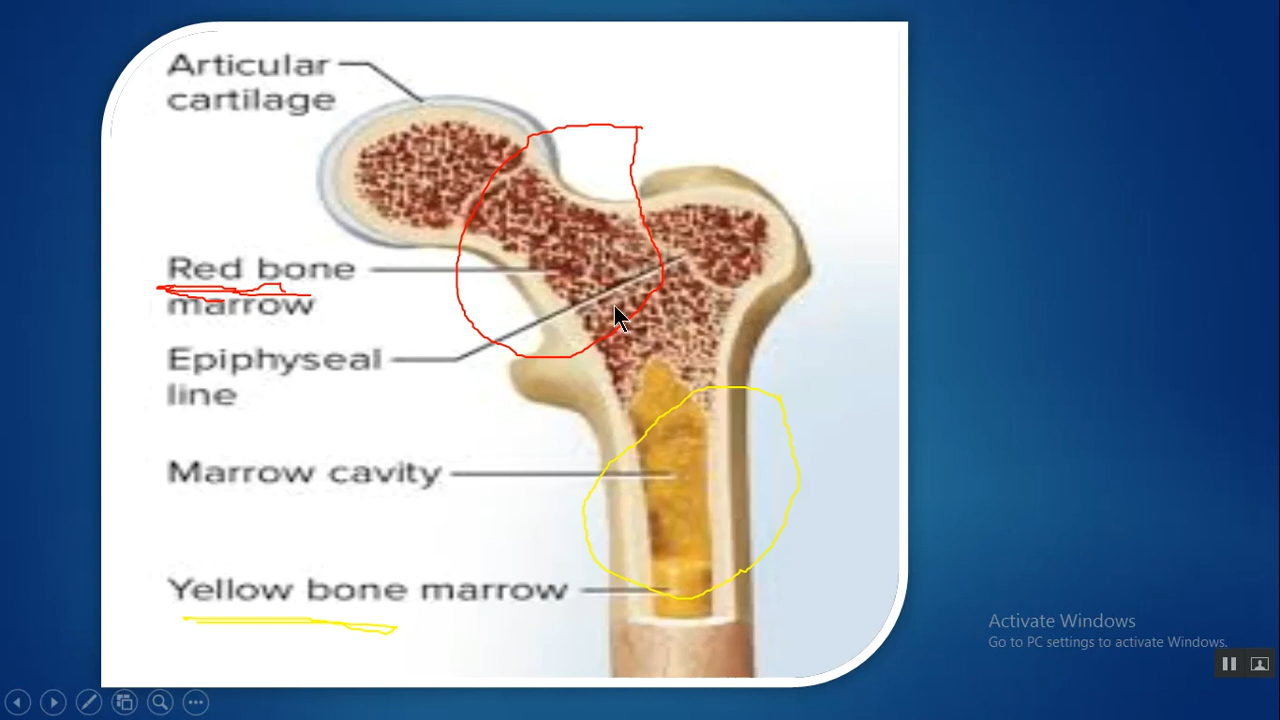 Articular
cartilage
Red bone
marrow
Epiphyseal
line
Marrow cavity
Yellow bone marrow
Activate Windows
Go to PC settings to activate Windows.